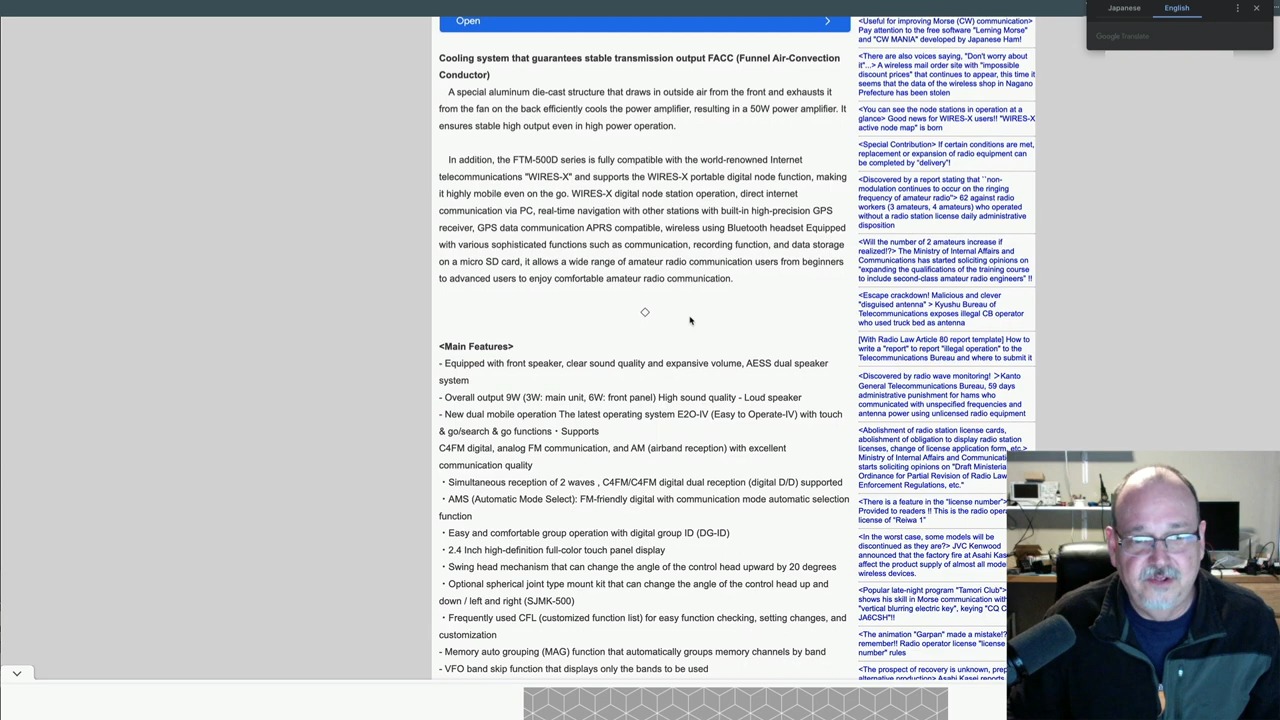 Open
Cooling system that guarantees stable transmission output FACC (Funnel Air-Convection
Conductor)
A special aluminum die-cast structure that draws in outside air from the front and exhausts it
from the fan on the back efficiently cools the power amplifier, resulting in a 50W power amplifier. It
ensures stable high output even in high power operation.
In addition, the FTM-500D series is fully compatible with the world-renowned Internet
telecommunications "WIRES-X" and supports the WIRES-X portable digital node function, making
it highly mobile even on the go. WIRES-X digital node station operation, direct internet
communication via PC, real-time navigation with other stations with built-in high-precision GPS
receiver, GPS data communication APRS compatible, wireless using Bluetooth headset Equipped
with various sophisticated functions such as communication, recording function, and data storage
on a micro SD card, it allows a wide range of amateur radio communication users from beginners
to advanced users to enjoy comfortable amateur radio communication.
◇
<Main Features>
- Equipped with front speaker, clear sound quality and expansive volume, AESS dual speaker
system
- Overall output 9W (3W: main unit, 6W: front panel) High sound quality - Loud speaker
- New dual mobile operation The latest operating system E2O-IV (Easy to Operate-IV) with touch
& go/search & go functions・Supports
C4FM digital, analog FM communication, and AM (airband reception) with excellent
communication quality
・Simultaneous reception of 2 waves , C4FM/C4FM digital dual reception (digital D/D) supported
・AMS (Automatic Mode Select): FM-friendly digital with communication mode automatic selection
function
・Easy and comfortable group operation with digital group ID (DG-ID)
・2.4 Inch high-definition full-color touch panel display
・Swing head mechanism that can change the angle of the control head upward by 20 degrees
・Optional spherical joint type mount kit that can change the angle of the control head up and
down / left and right (SJMK-500)
・Frequently used CFL (customized function list) for easy function checking, setting changes, and
customization
- Memory auto grouping (MAG) function that automatically groups memory channels by band
- VFO band skip function that displays only the bands to be used
<Useful for improving Morse (CW) communication>
Pay attention to the free software "Lerning Morse"
and "CW MANIA" developed by Japanese Ham!
<There are also voices saying, "Don't worry about
it"...> A wireless mail order site with "impossible
discount prices" that continues to appear, this time it
seems that the data of the wireless shop in Nagano
Prefecture has been stolen
<You can see the node stations in operation at a
glance> Good news for WIRES-X users!! "WIRES-X
active node map" is born
<Special Contribution> If certain conditions are met,
replacement or expansion of radio equipment can
be completed by "delivery"!
<Discovered by a report stating that ``non-
modulation continues to occur on the ringing
frequency of amateur radio"> 62 against radio
workers (3 amateurs, 4 amateurs) who operated
without a radio station license daily administrative
disposition
<Will the number of 2 amateurs increase if
realized!?> The Ministry of Internal Affairs and
Communications has started soliciting opinions on
"expanding the qualifications of the training course
to include second-class amateur radio engineers" !!
<Escape crackdown! Malicious and clever
"disguised antenna" > Kyushu Bureau of
Telecommunications exposes illegal CB operator
who used truck bed as antenna
[With Radio Law Article 80 report template] How to
write a "report" to report "illegal operation" to the
Telecommunications Bureau and where to submit it
<Discovered by radio wave monitoring! ＞Kanto
General Telecommunications Bureau, 59 days
administrative punishment for hams who
communicated with unspecified frequencies and
antenna power using unlicensed radio equipment
<Abolishment of radio station license cards,
abolishment of obligation to display radio station
licenses, change of license application form, etc.>
Ministry of Internal Affairs and Communicati
starts soliciting opinions on "Draft Ministeria
Ordinance for Partial Revision of Radio Law
Enforcement Regulations, etc."
<There is a feature in the "license number">
Provided to readers !! This is the radio opera
license of "Reiwa 1"
<In the worst case, some models will be
discontinued as they are?> JVC Kenwood
announced that the factory fire at Asahi Kas
affect the product supply of almost all mode
wireless devices.
<Popular late-night program "Tamori Club">
shows his skill in Morse communication with
"vertical blurring electric key", keying "CQ C
JA6CSH"!!
<The animation "Garpan" made a mistake!?
remember!! Radio operator license "license
number" rules
<The prospect of recovery is unknown, prep
alternative production> Asahi Kasei reports
Japanese
English
Google Translate